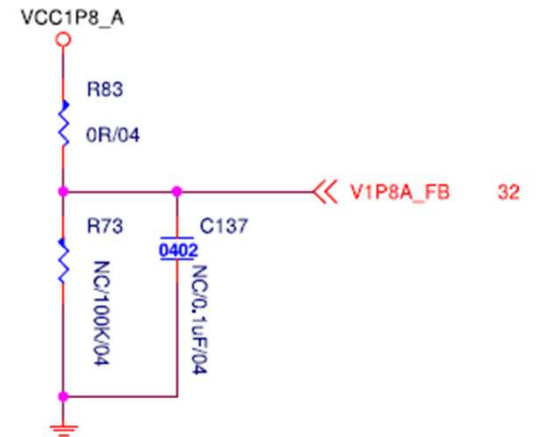 VCC1P8_A
R83
0R/04
V1P8A_FB 32
R73
C137
0402
NC/100K/04
NC/0.1uF/04